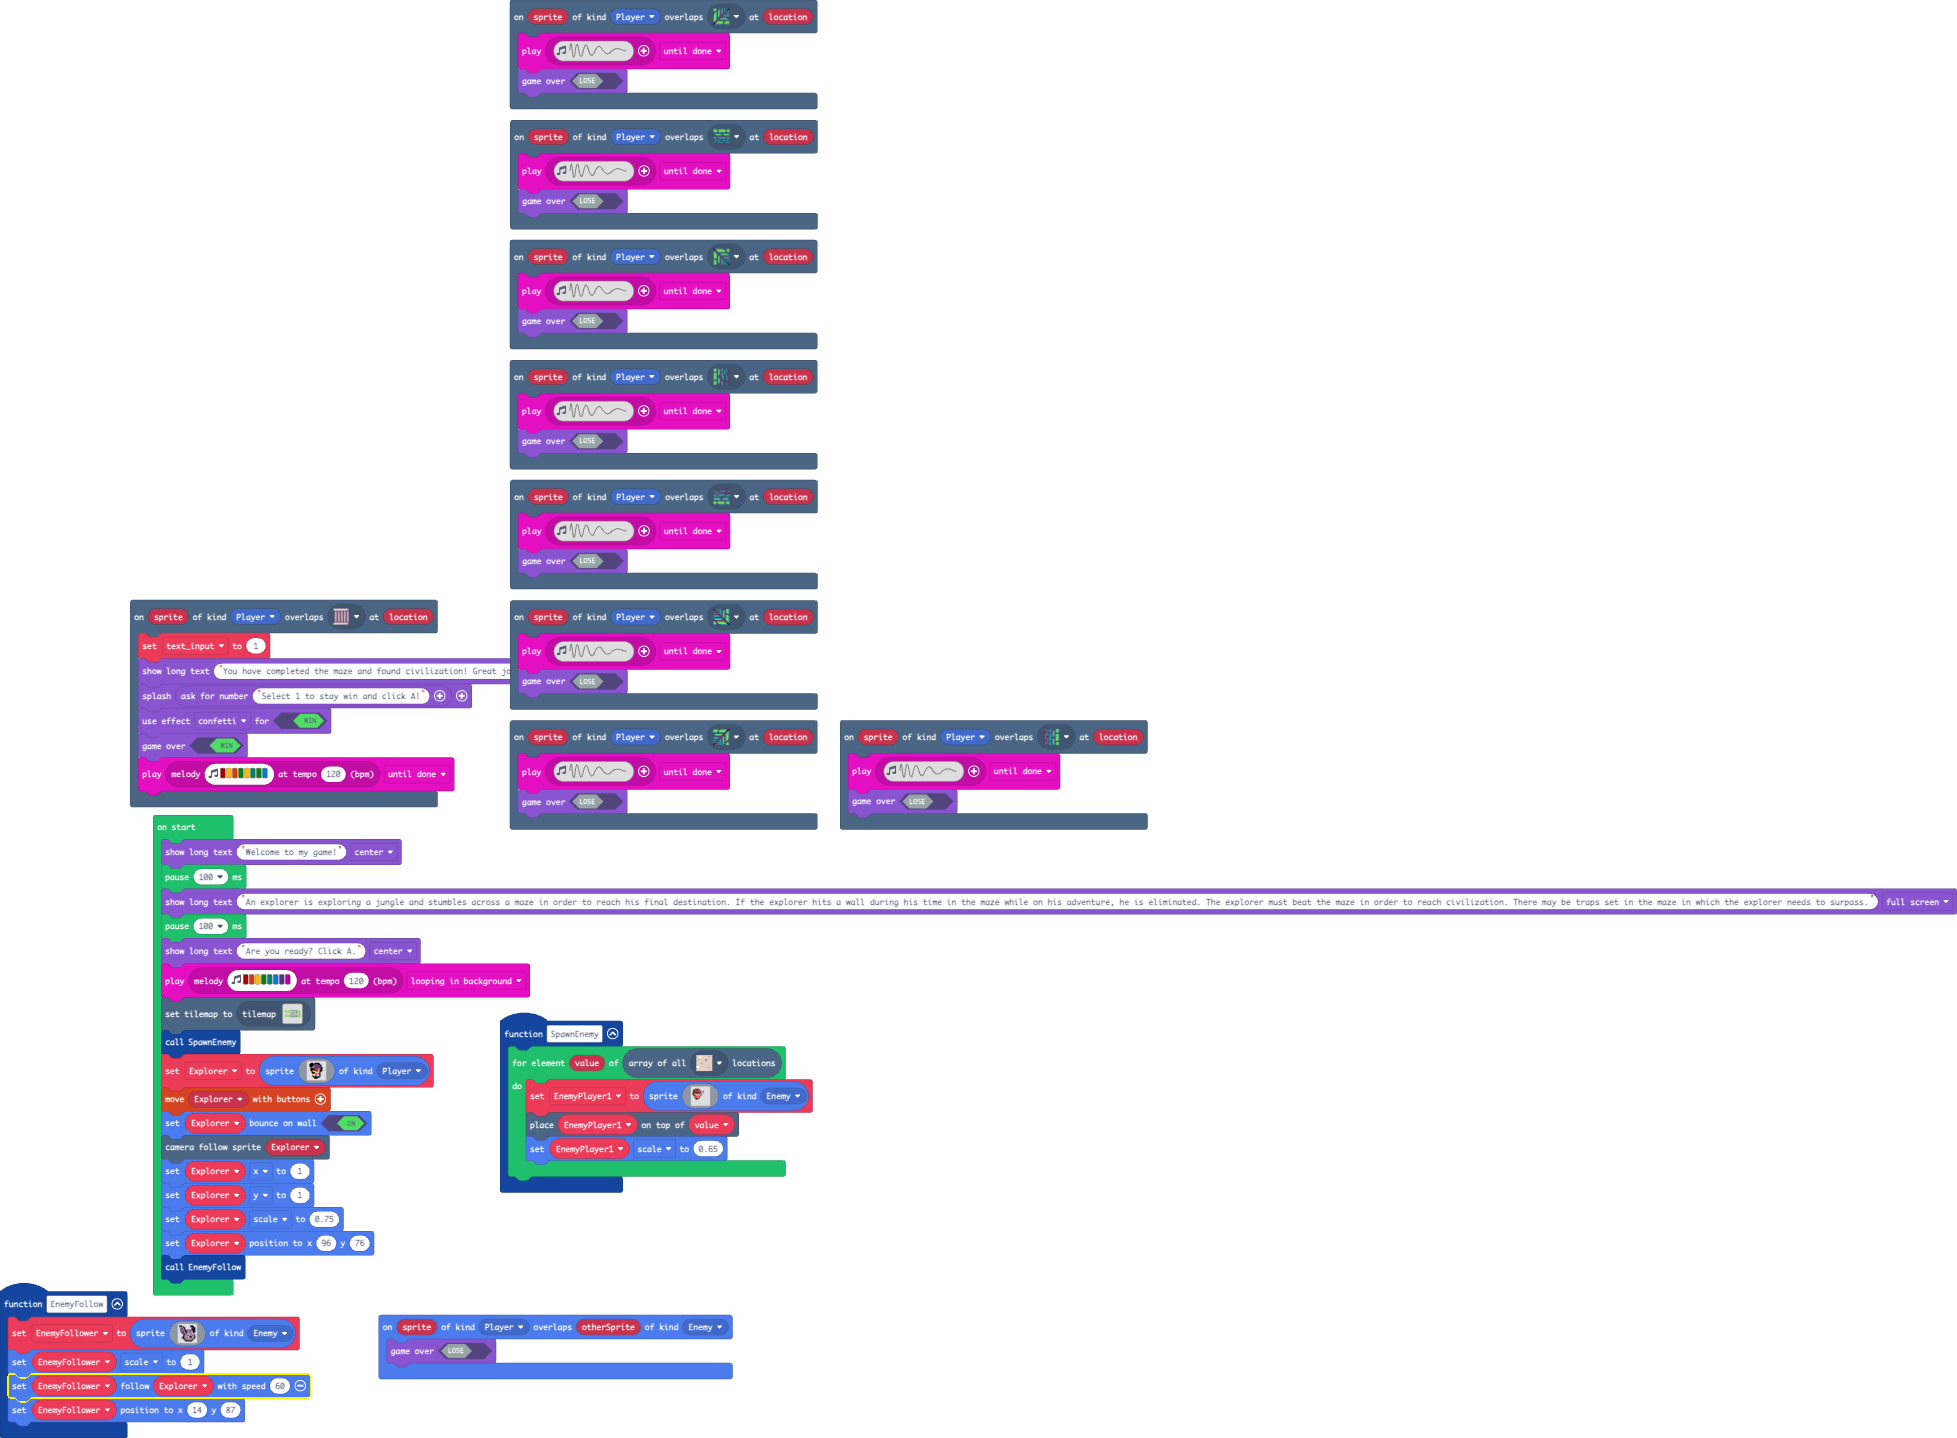 on sprite of kind Player overlaps at location
play until done
game over LOSE
on sprite of kind Player overlaps at location
play until done
game over LOSE
on sprite of kind Player overlaps at location
play until done
game over LOSE
on sprite of kind Player overlaps at location
play until done
game over LOSE
on sprite of kind Player overlaps at location
play until done
game over LOSE
on sprite of kind Player overlaps at location
play until done
game over LOSE
on sprite of kind Player overlaps at location
play until done
game over LOSE
on sprite of kind Player overlaps at location
play until done
game over LOSE
on sprite of kind Player overlaps at location
set text_input to 1
show long text "You have completed the maze and found civilization! Great jo
splash ask for number "Select 1 to stay win and click A!"
use effect confetti for WIN
game over WIN
play melody at tempo 120 (bpm) until done
on start
show long text "Welcome to my game!" center
pause 100 ms
show long text "An explorer is exploring a jungle and stumbles across a maze in order to reach his final destination. If the explorer hits a wall during his time in the maze while on his adventure, he is eliminated. The explorer must beat the maze in order to reach civilization. There may be traps set in the maze in which the explorer needs to surpass." full screen
pause 100 ms
show long text "Are you ready? Click A." center
play melody at tempo 120 (bpm) looping in background
set tilemap to tilemap
call SpawnEnemy
set Explorer to sprite of kind Player
move Explorer with buttons
set Explorer bounce on wall ON
camera follow sprite Explorer
set Explorer x to 1
set Explorer y to 1
set Explorer scale to 0.75
set Explorer position to x 96 y 76
call EnemyFollow
function SpawnEnemy
for element value of array of all locations
do
set EnemyPlayer1 to sprite of kind Enemy
place EnemyPlayer1 on top of value
set EnemyPlayer1 scale to 0.65
function EnemyFollow
set EnemyFollower to sprite of kind Enemy
set EnemyFollower scale to 1
set EnemyFollower follow Explorer with speed 60
set EnemyFollower position to x 14 y 87
on sprite of kind Player overlaps otherSprite of kind Enemy
game over LOSE